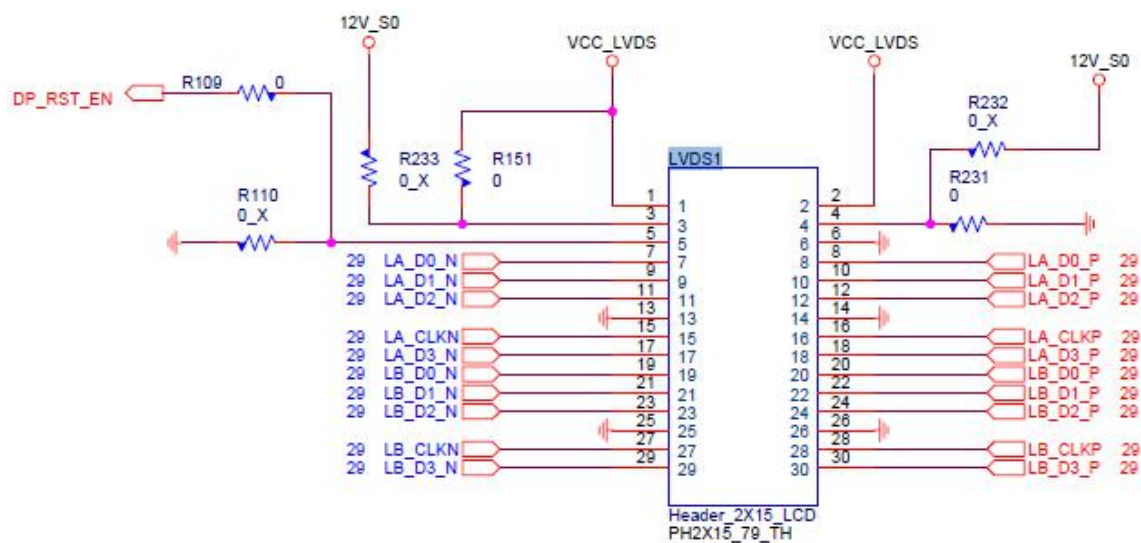 12V_S0
VCC_LVDS
VCC_LVDS
12V_S0
DP_RST_EN
R109 0
R232
0_X
R233
0_X
R151
0
LVDS1
R231
0
R110
0_X
1 1 2 2
3 3 4 4
5 5 6 6
29 LA_D0_N 7 7 8 8 LA_D0_P 29
29 LA_D1_N 9 9 10 10 LA_D1_P 29
29 LA_D2_N 11 11 12 12 LA_D2_P 29
13 13 14 14
29 LA_CLKN 15 15 16 16 LA_CLKP 29
29 LA_D3_N 17 17 18 18 LA_D3_P 29
29 LB_D0_N 19 19 20 20 LB_D0_P 29
29 LB_D1_N 21 21 22 22 LB_D1_P 29
29 LB_D2_N 23 23 24 24 LB_D2_P 29
25 25 26 26
29 LB_CLKN 27 27 28 28 LB_CLKP 29
29 LB_D3_N 29 29 30 30 LB_D3_P 29
Header_2X15_LCD
PH2X15_79_TH